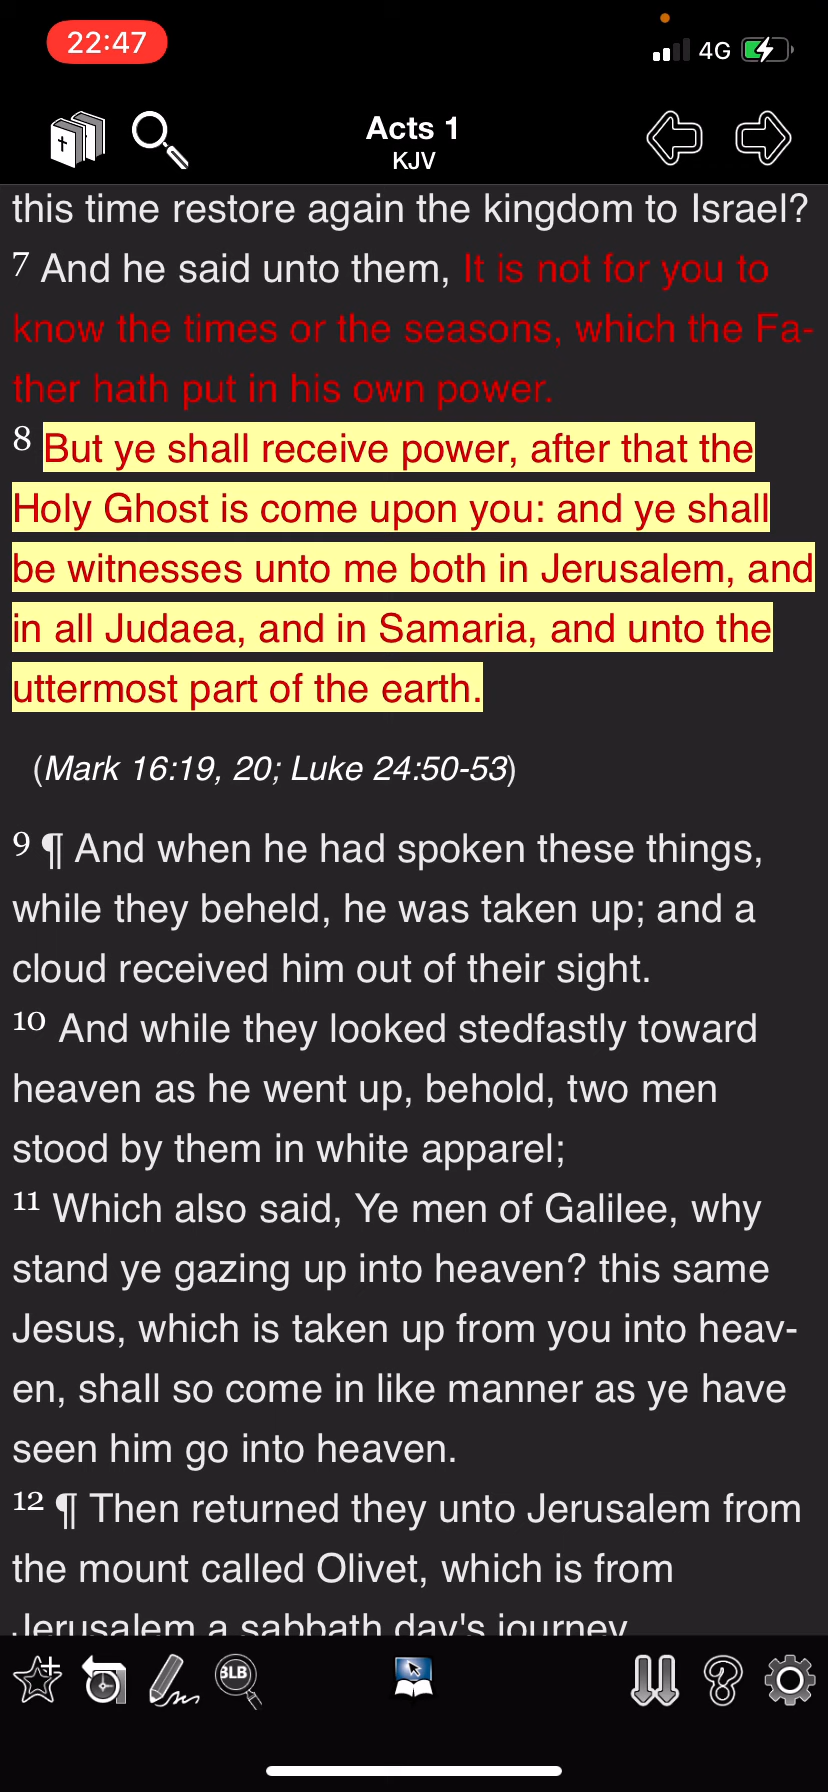 22:47
4G
Acts 1
KJV
this time restore again the kingdom to Israel?
7 And he said unto them, It is not for you to
know the times or the seasons, which the Fa-
ther hath put in his own power.
8 But ye shall receive power, after that the
Holy Ghost is come upon you: and ye shall
be witnesses unto me both in Jerusalem, and
in all Judaea, and in Samaria, and unto the
uttermost part of the earth.
(Mark 16:19, 20; Luke 24:50-53)
9 ¶ And when he had spoken these things,
while they beheld, he was taken up; and a
cloud received him out of their sight.
10 And while they looked stedfastly toward
heaven as he went up, behold, two men
stood by them in white apparel;
11 Which also said, Ye men of Galilee, why
stand ye gazing up into heaven? this same
Jesus, which is taken up from you into heav-
en, shall so come in like manner as ye have
seen him go into heaven.
12 ¶ Then returned they unto Jerusalem from
the mount called Olivet, which is from
Jerusalem a sabbath day's journey
BLB